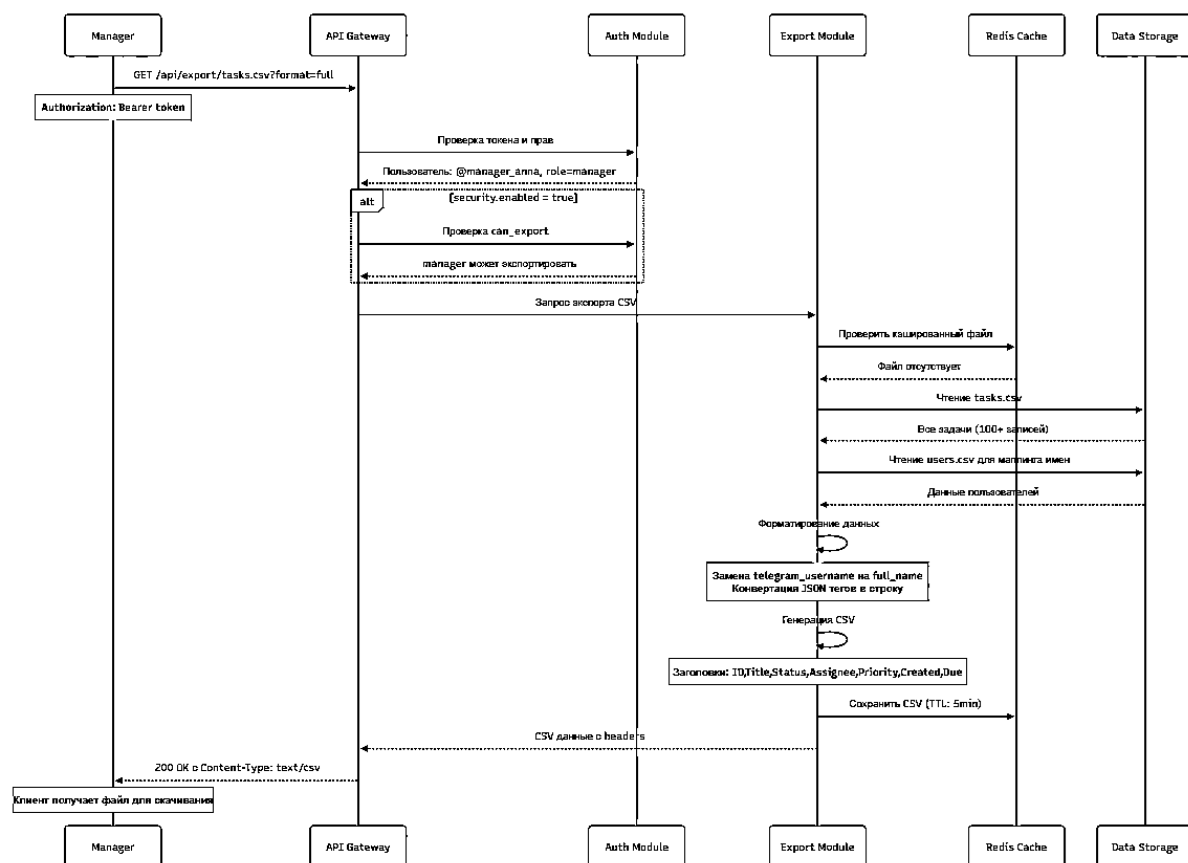 Manager
API Gateway
Auth Module
Export Module
Redis Cache
Data Storage
GET /api/export/tasks.csv?format=full
Authorization: Bearer token
Проверка токена и прав
Пользователь: @manager_anna, role=manager
alt
[security.enabled = true]
Проверка can_export
manager может экспортировать
Запрос экспорта CSV
Проверить кэшированный файл
Файл отсутствует
Чтение tasks.csv
Все задачи (100+ записей)
Чтение users.csv для маппинга имен
Данные пользователей
Форматирование данных
Замена telegram_username на full_name
Конвертация JSON тегов в строку
Генерация CSV
Заголовки: ID,Title,Status,Assignee,Priority,Created,Due
Сохранить CSV (TTL: 5min)
CSV данные с headers
200 OK с Content-Type: text/csv
Клиент получает файл для скачивания
Manager
API Gateway
Auth Module
Export Module
Redis Cache
Data Storage